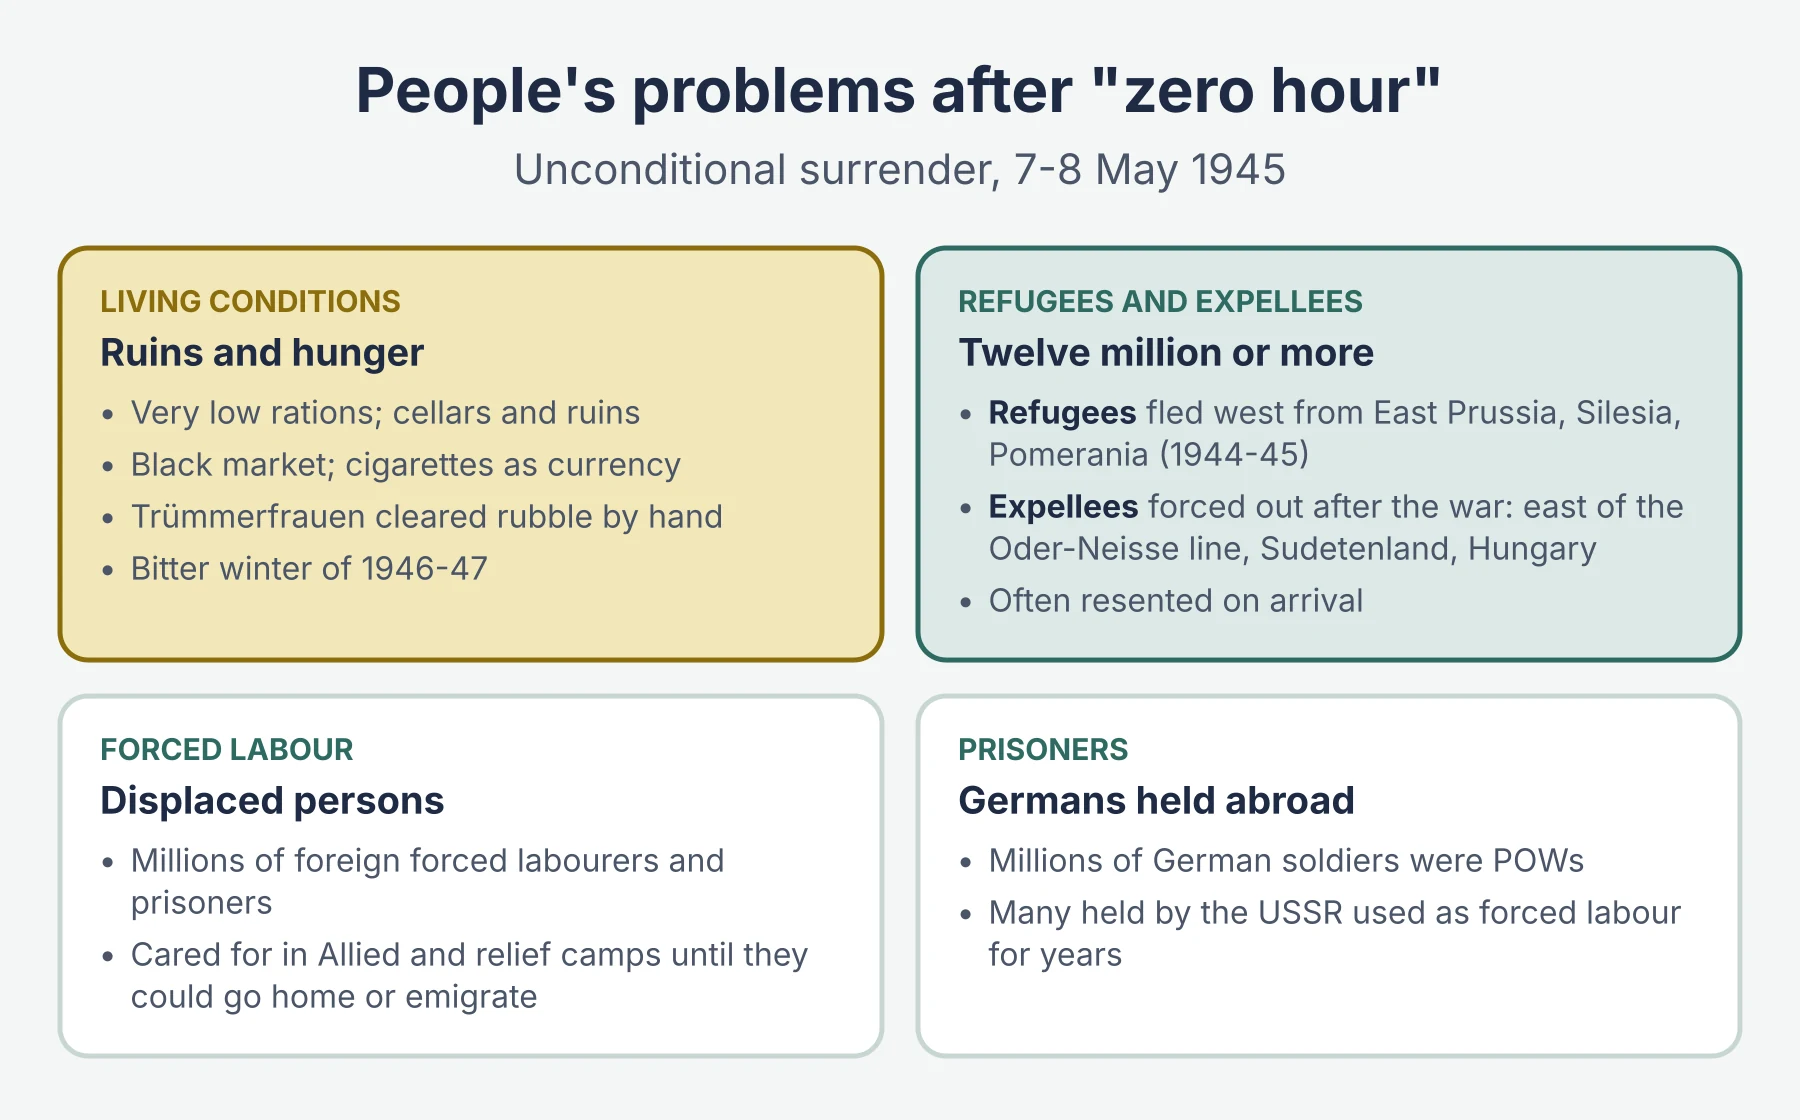 People's problems after "zero hour"
Unconditional surrender, 7-8 May 1945
LIVING CONDITIONS
Ruins and hunger
• Very low rations; cellars and ruins
• Black market; cigarettes as currency
• Trümmerfrauen cleared rubble by hand
• Bitter winter of 1946-47
REFUGEES AND EXPELLEES
Twelve million or more
• Refugees fled west from East Prussia, Silesia,
Pomerania (1944-45)
• Expellees forced out after the war: east of the
Oder-Neisse line, Sudetenland, Hungary
• Often resented on arrival
FORCED LABOUR
Displaced persons
• Millions of foreign forced labourers and
prisoners
• Cared for in Allied and relief camps until they
could go home or emigrate
PRISONERS
Germans held abroad
• Millions of German soldiers were POWs
• Many held by the USSR used as forced labour
for years